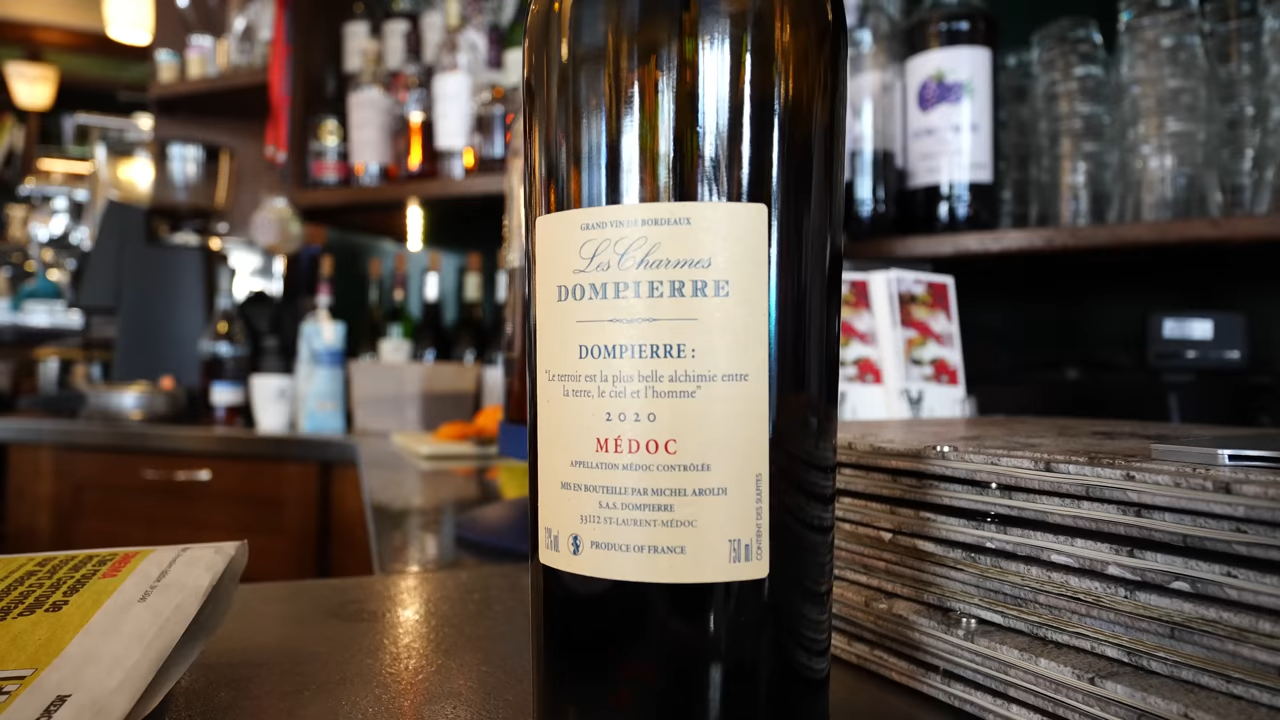 GRAND VIN DE BORDEAUX
Les Charmes
DOMPIERRE
DOMPIERRE :
"Le terroir est la plus belle alchimie entre
la terre, le ciel et l'homme"
2020
MÉDOC
APPELLATION MÉDOC CONTRÔLÉE
MIS EN BOUTEILLE PAR MICHEL AROLDI
S.A.S. DOMPIERRE
33112 ST-LAURENT-MÉDOC
13% vol.
PRODUCE OF FRANCE
750 ml
CONTIENT DES SULFITES